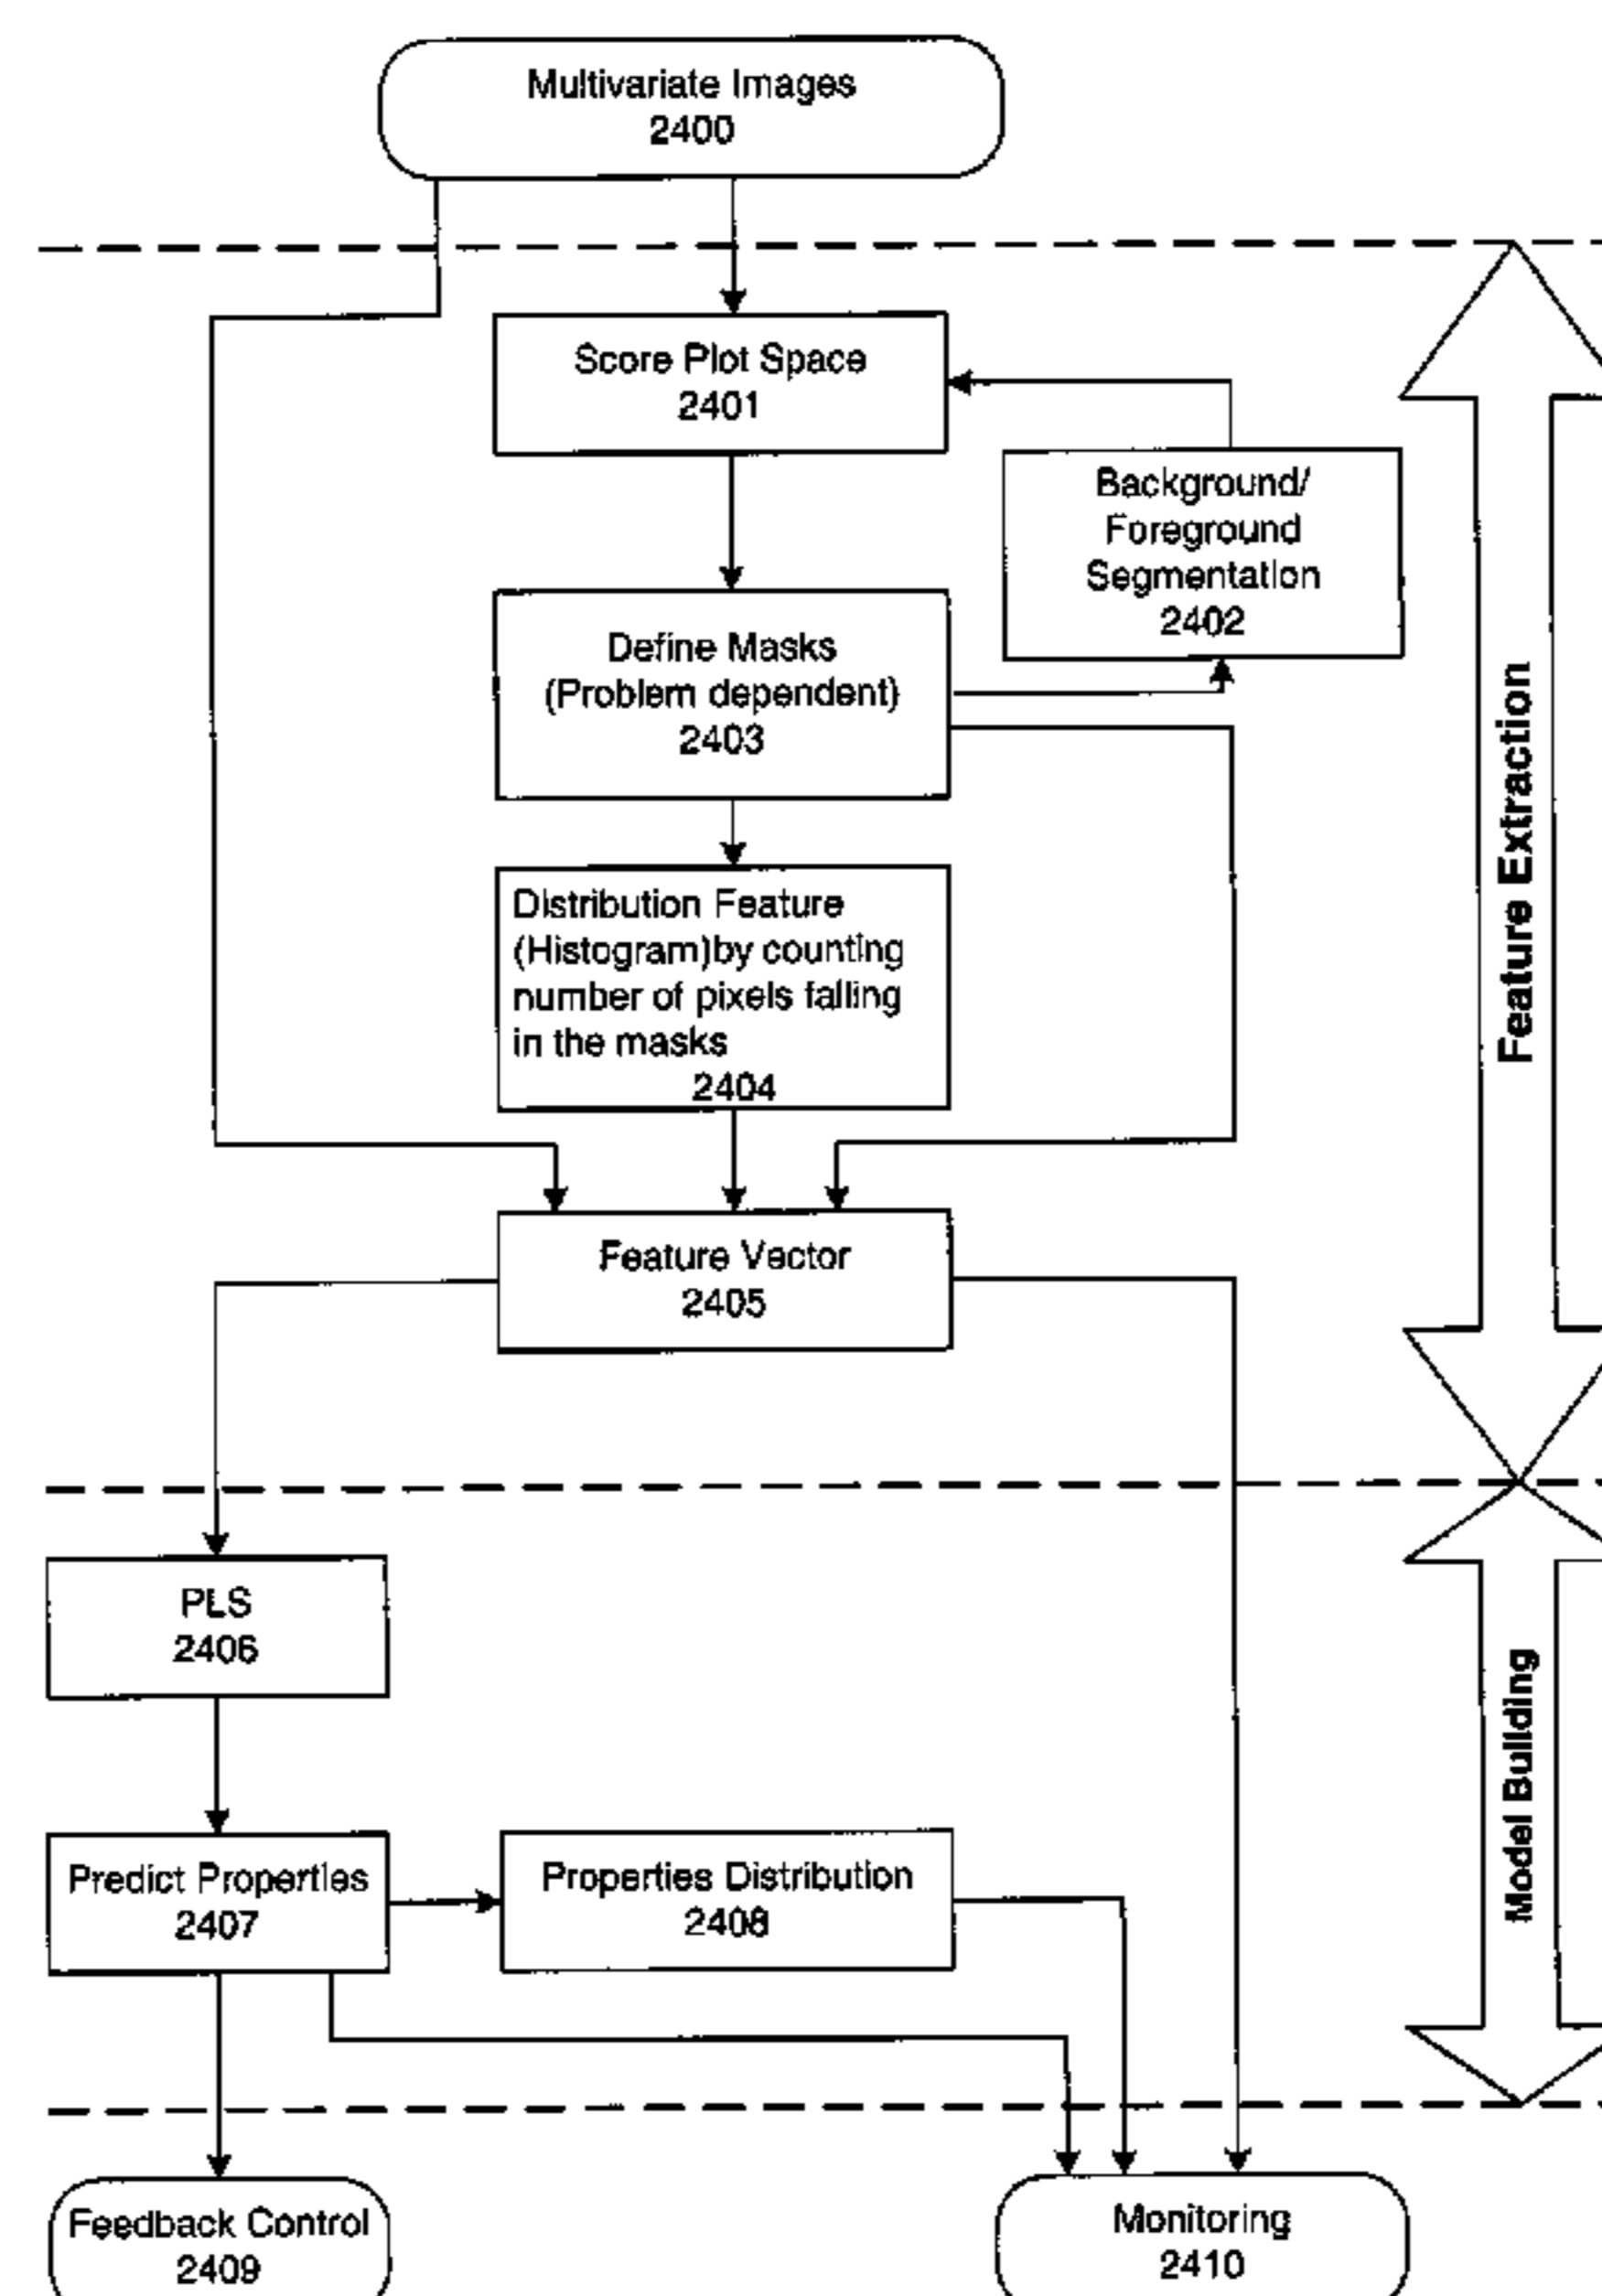 Multivariate Images
2400
Score Plot Space
2401
Background/
Foreground
Segmentation
2402
Define Masks
(Problem dependent)
2403
Distribution Feature
(Histogram)by counting
number of pixels falling
in the masks
2404
Feature Extraction
Feature Vector
2405
PLS
2406
Model Building
Predict Properties
2407
Properties Distribution
2408
Feedback Control
2409
Monitoring
2410